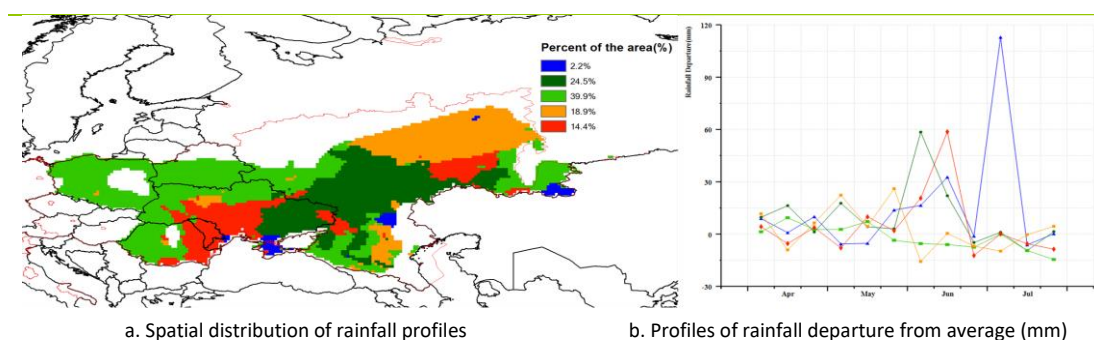 Percent of the area(%)
2.2%
24.5%
39.9%
18.9%
14.4%
Rainfall Departure(mm)
120
90
60
30
0
-30
Apr
May
Jun
Jul
a. Spatial distribution of rainfall profiles
b. Profiles of rainfall departure from average (mm)